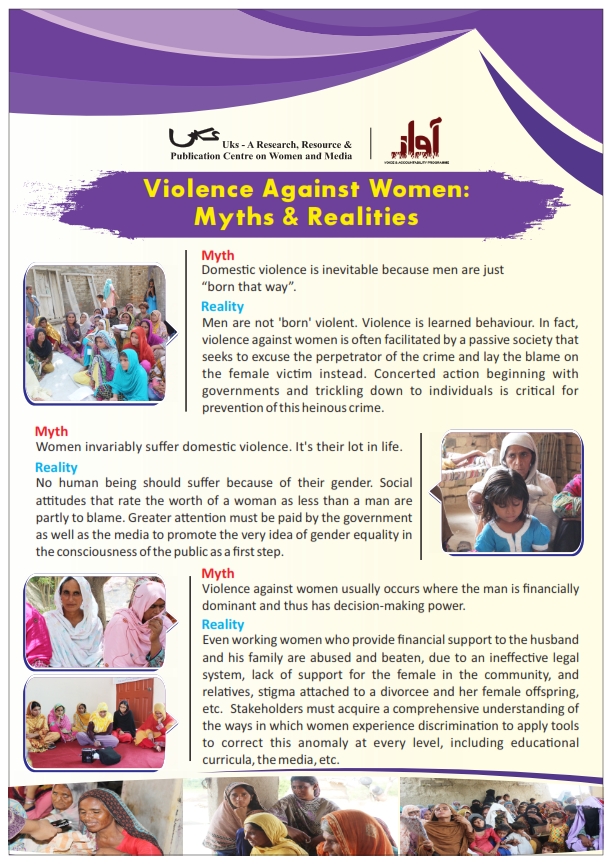 Uks
Uks - A Research, Resource &
Publication Centre on Women and Media
آواز
VOICE & ACCOUNTABILITY PROGRAMME
Violence Against Women:
Myths & Realities
Myth
Domestic violence is inevitable because men are just
“born that way”.
Reality
Men are not 'born' violent. Violence is learned behaviour. In fact,
violence against women is often facilitated by a passive society that
seeks to excuse the perpetrator of the crime and lay the blame on
the female victim instead. Concerted action beginning with
governments and trickling down to individuals is critical for
prevention of this heinous crime.
Myth
Women invariably suffer domestic violence. It's their lot in life.
Reality
No human being should suffer because of their gender. Social
attitudes that rate the worth of a woman as less than a man are
partly to blame. Greater attention must be paid by the government
as well as the media to promote the very idea of gender equality in
the consciousness of the public as a first step.
Myth
Violence against women usually occurs where the man is financially
dominant and thus has decision-making power.
Reality
Even working women who provide financial support to the husband
and his family are abused and beaten, due to an ineffective legal
system, lack of support for the female in the community, and
relatives, stigma attached to a divorcee and her female offspring,
etc. Stakeholders must acquire a comprehensive understanding of
the ways in which women experience discrimination to apply tools
to correct this anomaly at every level, including educational
curricula, the media, etc.